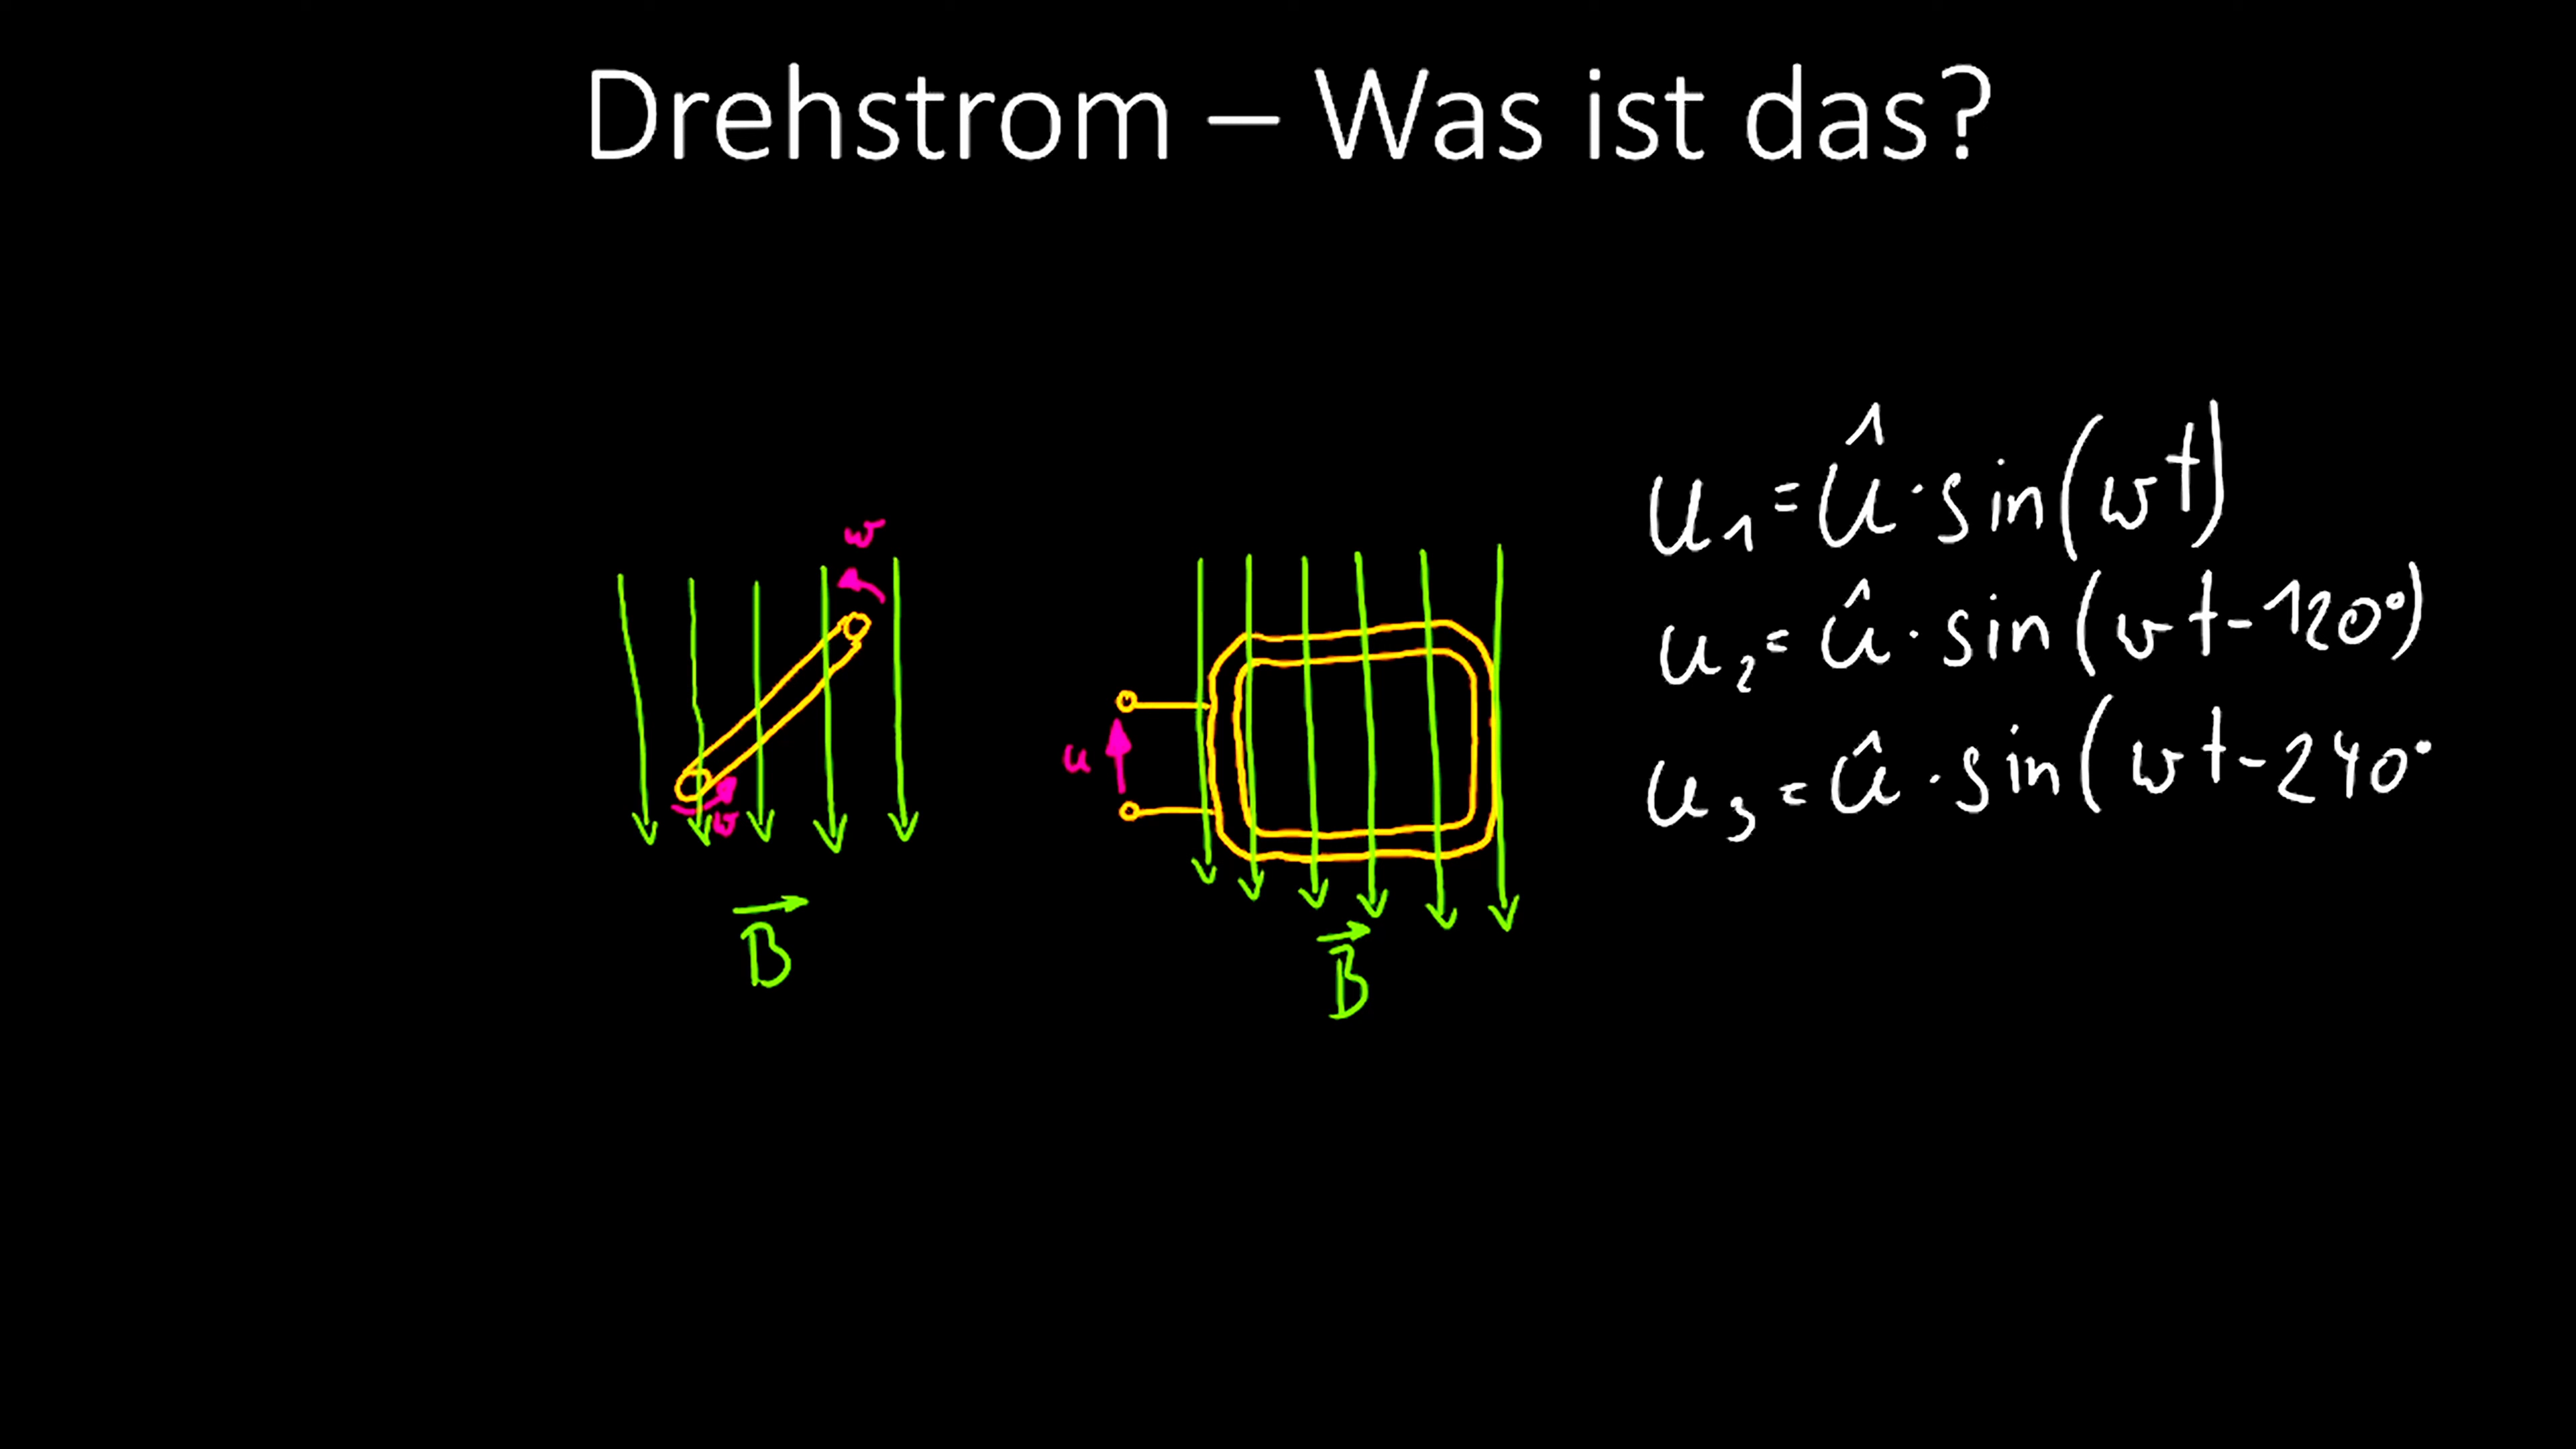 Drehstrom – Was ist das?
ω
ω
B⃗
u
B⃗
u₁ = û · sin(ωt)
u₂ = û · sin(ωt - 120°)
u₃ = û · sin(ωt - 240°